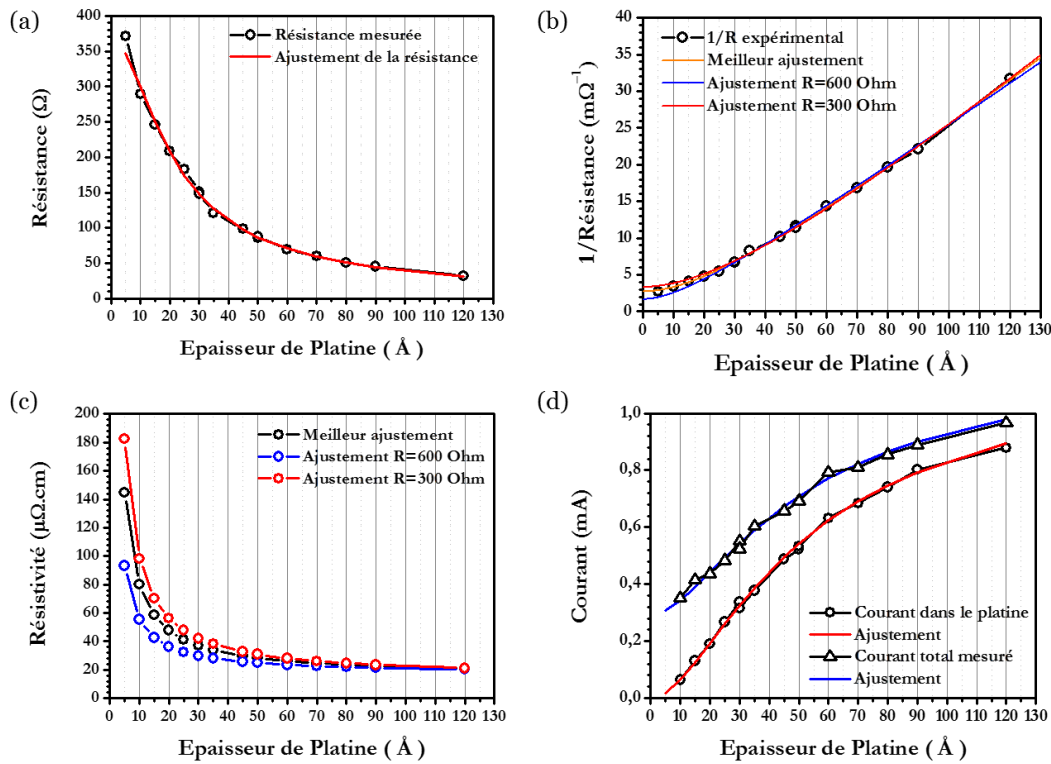 (a)
Résistance (Ω)
400
350
300
250
200
150
100
50
0
Résistance mesurée
Ajustement de la résistance
0 10 20 30 40 50 60 70 80 90 100 110 120 130
Epaisseur de Platine ( Å )
(b)
1/Résistance (mΩ⁻¹)
40
35
30
25
20
15
10
5
0
1/R expérimental
Meilleur ajustement
Ajustement R=600 Ohm
Ajustement R=300 Ohm
0 10 20 30 40 50 60 70 80 90 100 110 120 130
Epaisseur de Platine ( Å )
(c)
Résistivité (μΩ.cm)
200
180
160
140
120
100
80
60
40
20
0
Meilleur ajustement
Ajustement R=600 Ohm
Ajustement R=300 Ohm
0 10 20 30 40 50 60 70 80 90 100 110 120 130
Epaisseur de Platine ( Å )
(d)
Courant (mA)
1,0
0,8
0,6
0,4
0,2
0,0
Courant dans le platine
Ajustement
Courant total mesuré
Ajustement
0 10 20 30 40 50 60 70 80 90 100 110 120 130
Epaisseur de Platine ( Å )